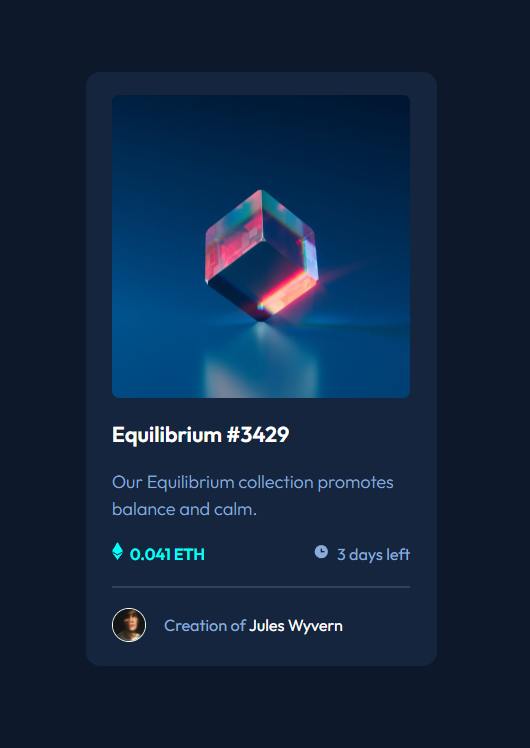 Equilibrium #3429
Our Equilibrium collection promotes
balance and calm.
0.041 ETH
3 days left
Creation of Jules Wyvern